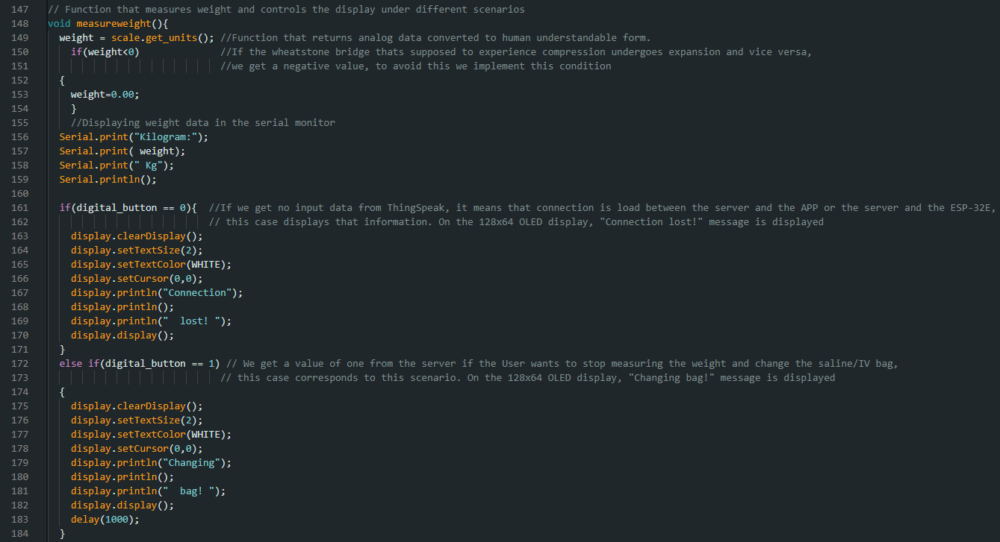 147 // Function that measures weight and controls the display under different scenarios
148 void measureweight(){
149 weight = scale.get_units(); //Function that returns analog data converted to human understandable form.
150 if(weight<0) //If the wheatstone bridge thats supposed to experience compression undergoes expansion and vice versa,
151 //we get a negative value, to avoid this we implement this condition
152 {
153 weight=0.00;
154 }
155 //Displaying weight data in the serial monitor
156 Serial.print("Kilogram:");
157 Serial.print( weight);
158 Serial.print(" Kg");
159 Serial.println();
160
161 if(digital_button == 0){ //If we get no input data from ThingSpeak, it means that connection is load between the server and the APP or the server and the ESP-32E,
162 // this case displays that information. On the 128x64 OLED display, "Connection lost!" message is displayed
163 display.clearDisplay();
164 display.setTextSize(2);
165 display.setTextColor(WHITE);
166 display.setCursor(0,0);
167 display.println("Connection");
168 display.println();
169 display.println("  lost! ");
170 display.display();
171 }
172 else if(digital_button == 1) // We get a value of one from the server if the User wants to stop measuring the weight and change the saline/IV bag,
173 // this case corresponds to this scenario. On the 128x64 OLED display, "Changing bag!" message is displayed
174 {
175 display.clearDisplay();
176 display.setTextSize(2);
177 display.setTextColor(WHITE);
178 display.setCursor(0,0);
179 display.println("Changing");
180 display.println();
181 display.println("  bag! ");
182 display.display();
183 delay(1000);
184 }